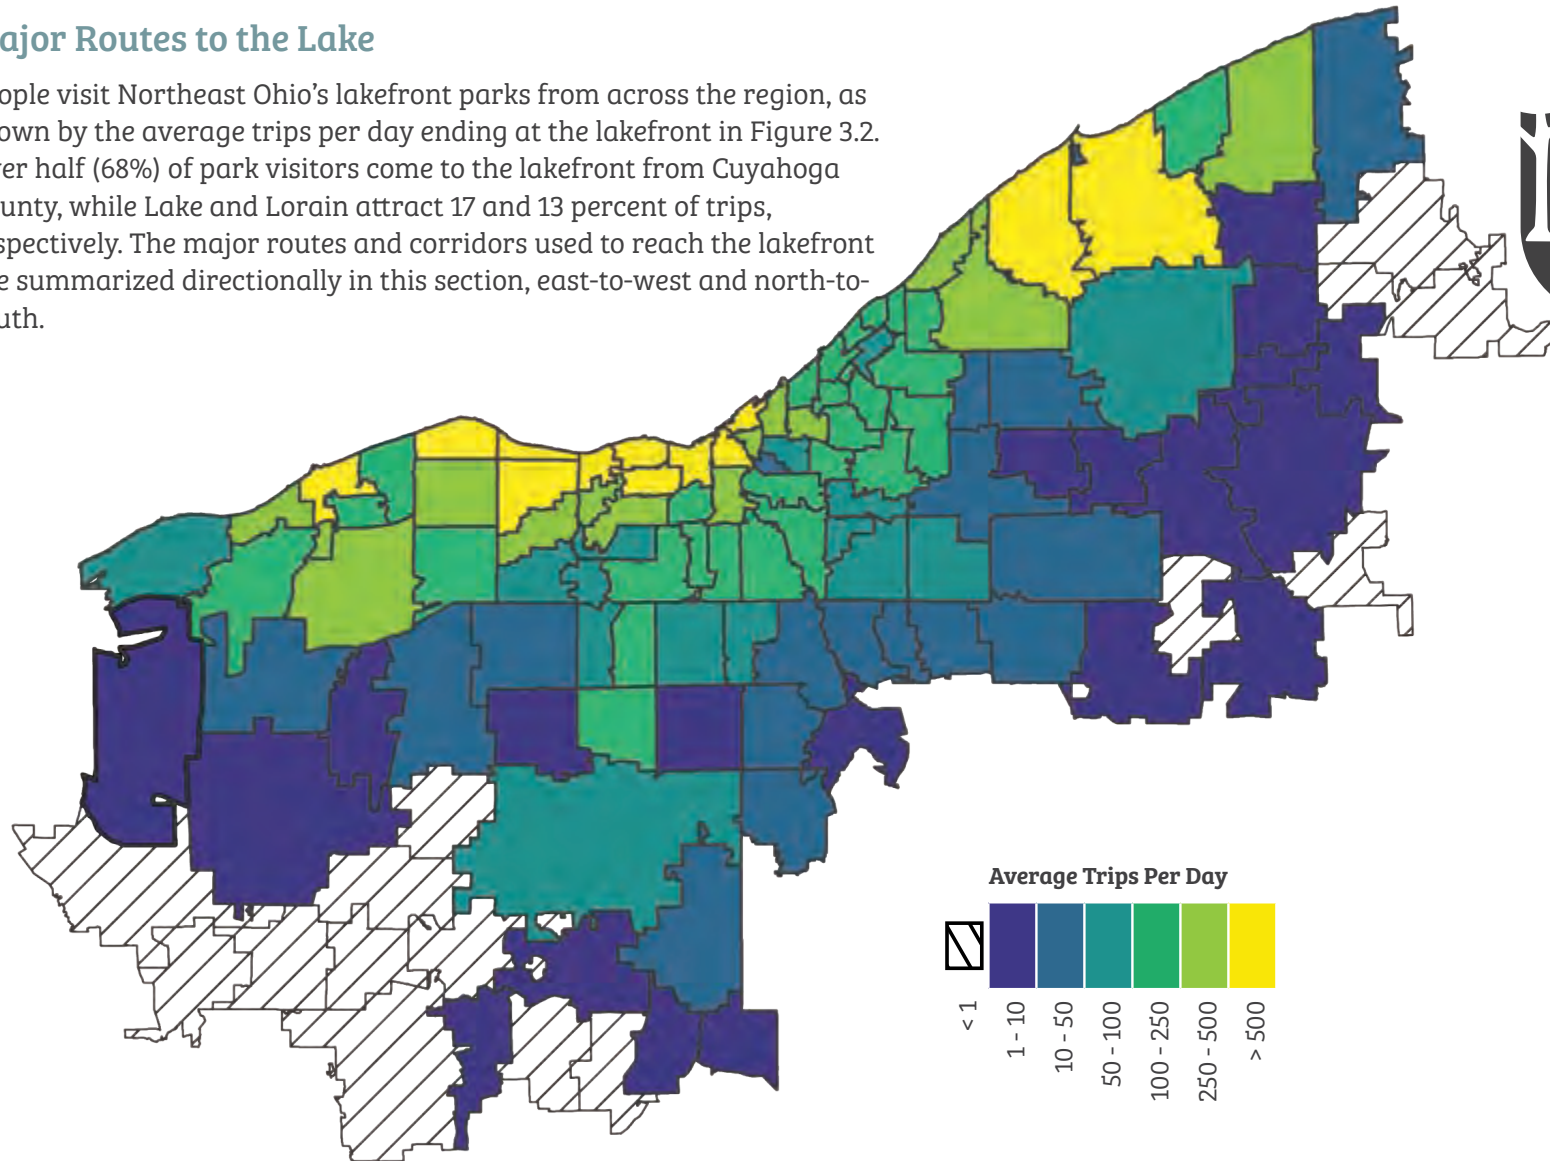 ajor Routes to the Lake
ople visit Northeast Ohio's lakefront parks from across the region, as
own by the average trips per day ending at the lakefront in Figure 3.2.
er half (68%) of park visitors come to the lakefront from Cuyahoga
unty, while Lake and Lorain attract 17 and 13 percent of trips,
spectively. The major routes and corridors used to reach the lakefront
e summarized directionally in this section, east-to-west and north-to-
uth.
Average Trips Per Day
< 1
1 - 10
10 - 50
50 - 100
100 - 250
250 - 500
> 500